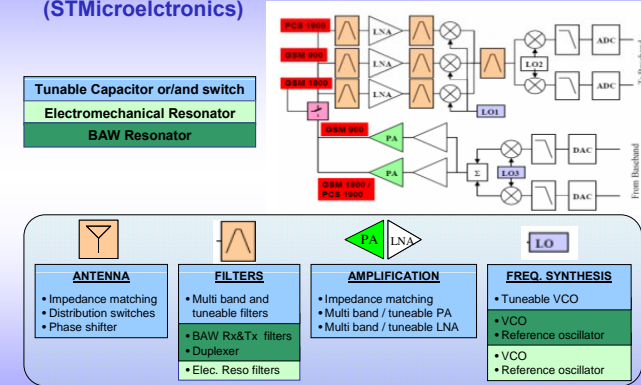 (STMicroelctronics)
Tunable Capacitor or/and switch
Electromechanical Resonator
BAW Resonator
PCS 1900
GSM 900
GSM 1800
LNA
LNA
LNA
LO1
LO2
ADC
ADC
GSM 900
PA
PA
GSM 1800 /
PCS 1900
Σ
LO3
DAC
DAC
From Baseband
PA
LNA
LO
ANTENNA
• Impedance matching
• Distribution switches
• Phase shifter
FILTERS
• Multi band and
tuneable filters
• BAW Rx&Tx filters
• Duplexer
• Elec. Reso filters
AMPLIFICATION
• Impedance matching
• Multi band / tuneable PA
• Multi band / tuneable LNA
FREQ. SYNTHESIS
• Tuneable VCO
• VCO
• Reference oscillator
• VCO
• Reference oscillator